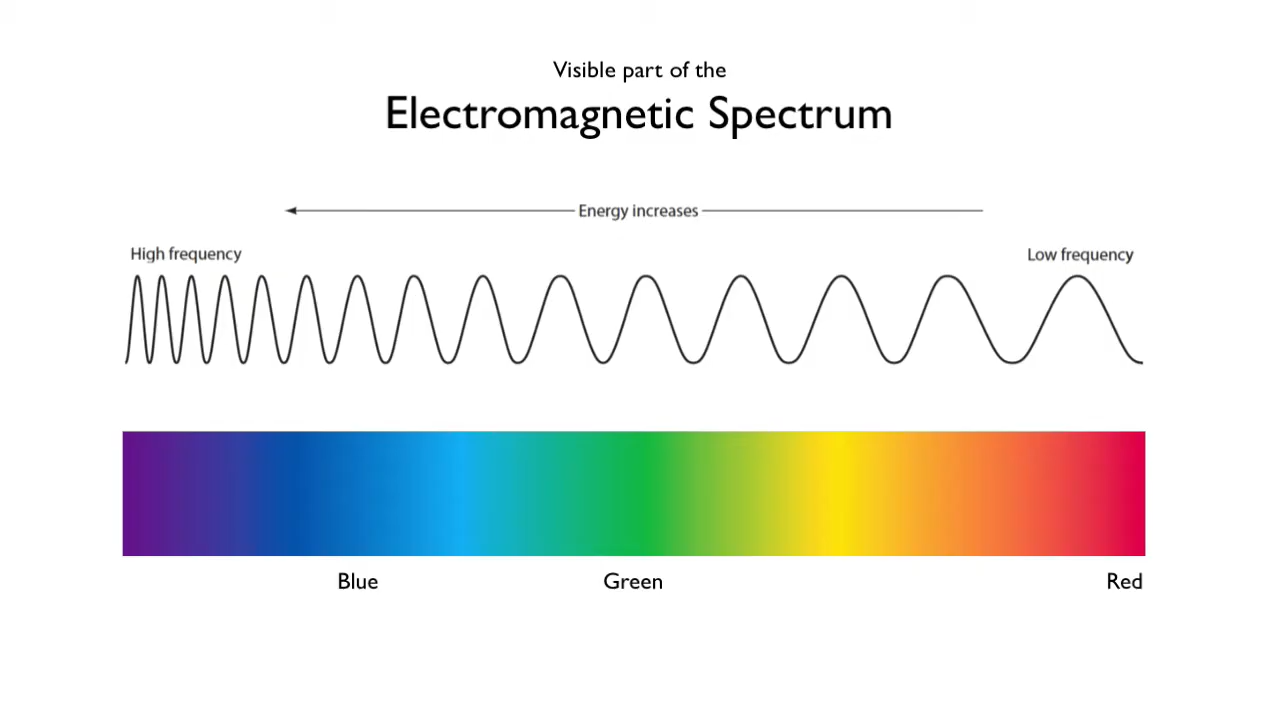 Visible part of the
Electromagnetic Spectrum
Energy increases
High frequency
Low frequency
Blue
Green
Red